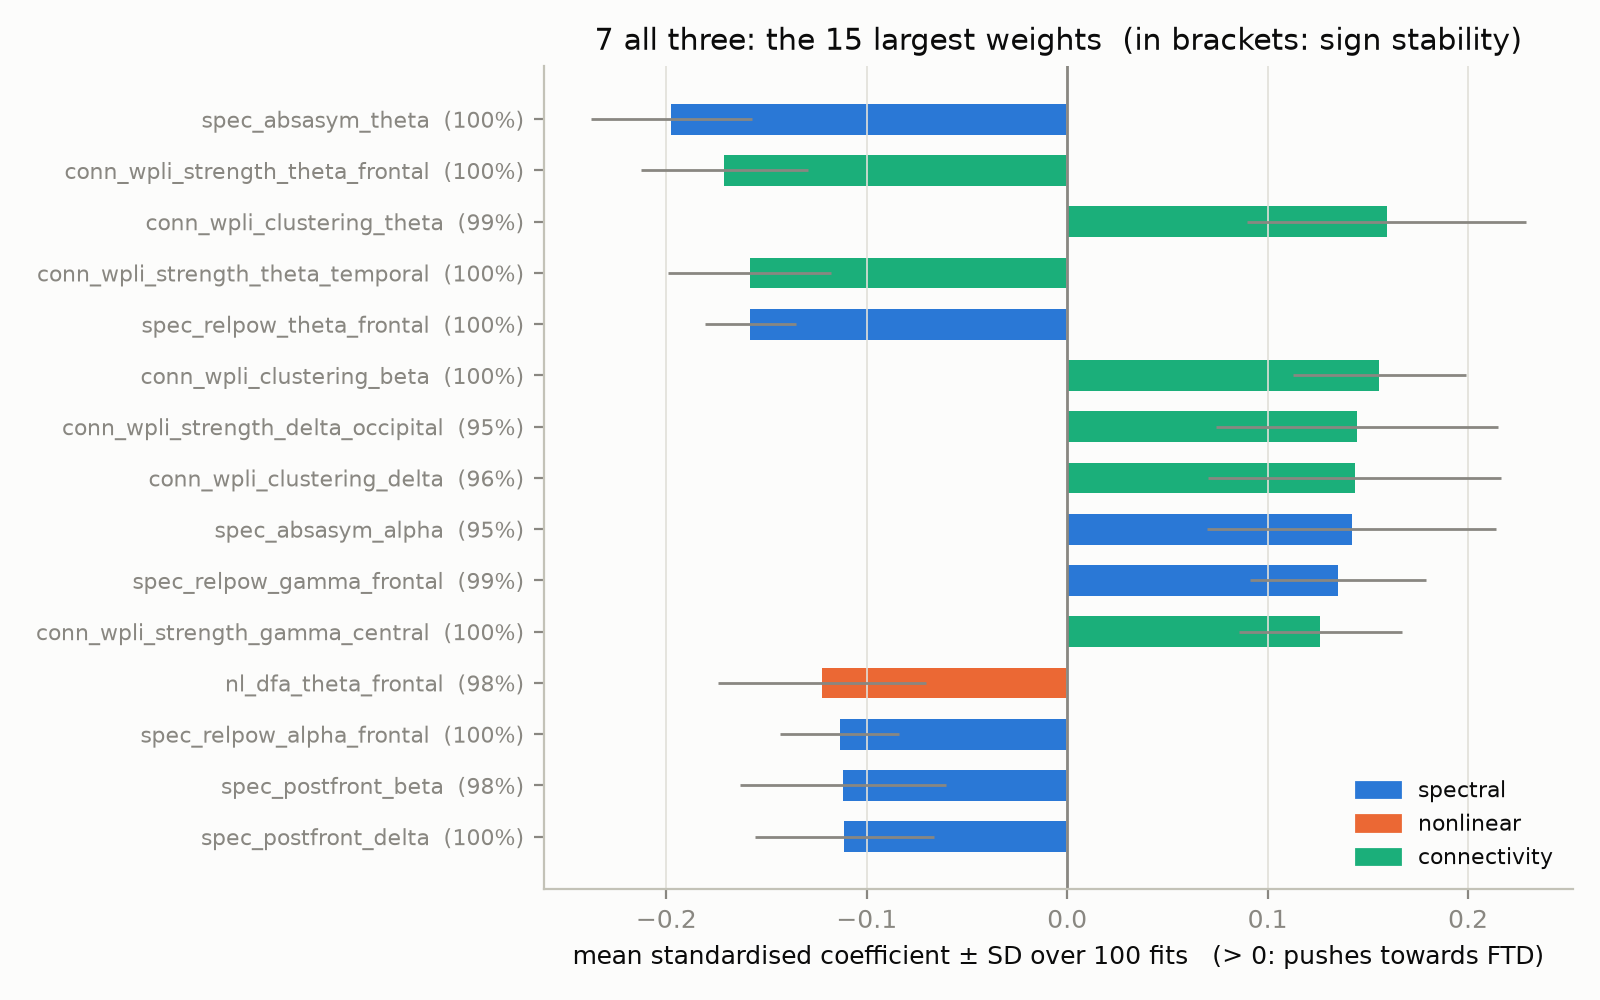 7 all three: the 15 largest weights (in brackets: sign stability)
spec_absasym_theta (100%)
conn_wpli_strength_theta_frontal (100%)
conn_wpli_clustering_theta (99%)
conn_wpli_strength_theta_temporal (100%)
spec_relpow_theta_frontal (100%)
conn_wpli_clustering_beta (100%)
conn_wpli_strength_delta_occipital (95%)
conn_wpli_clustering_delta (96%)
spec_absasym_alpha (95%)
spec_relpow_gamma_frontal (99%)
conn_wpli_strength_gamma_central (100%)
nl_dfa_theta_frontal (98%)
spec_relpow_alpha_frontal (100%)
spec_postfront_beta (98%)
spec_postfront_delta (100%)
spectral
nonlinear
connectivity
−0.2 −0.1 0.0 0.1 0.2
mean standardised coefficient ± SD over 100 fits (> 0: pushes towards FTD)